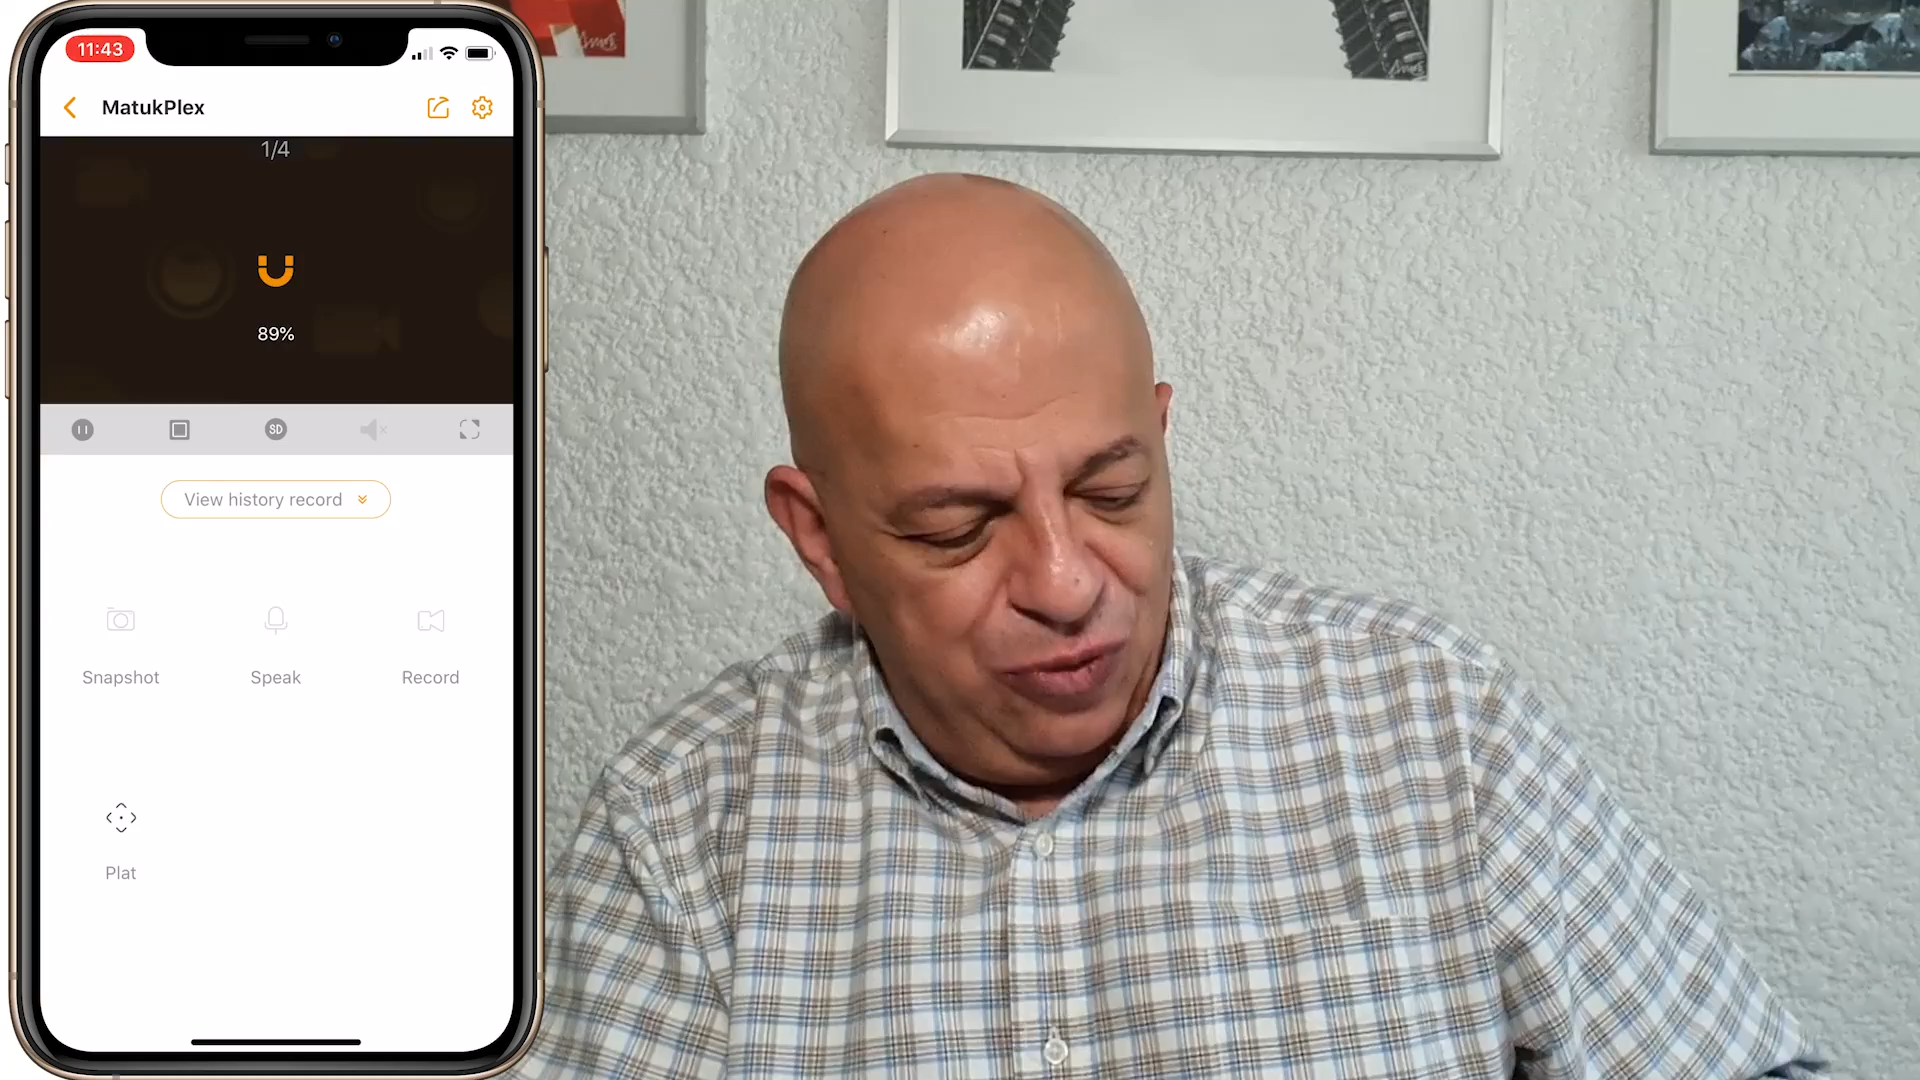 11:43
MatukPlex
1/4
89%
SD
View history record
Snapshot
Speak
Record
Plat